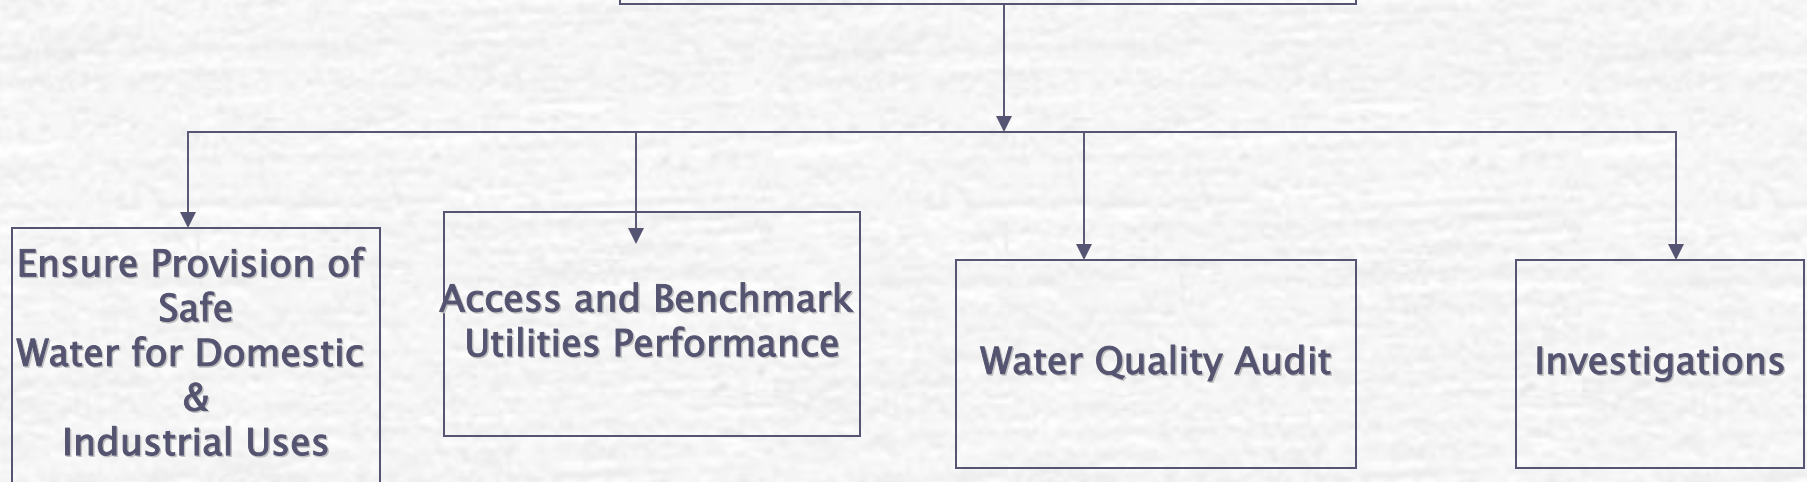 Ensure Provision of
Safe
Water for Domestic
&
Industrial Uses
Access and Benchmark
Utilities Performance
Water Quality Audit
Investigations